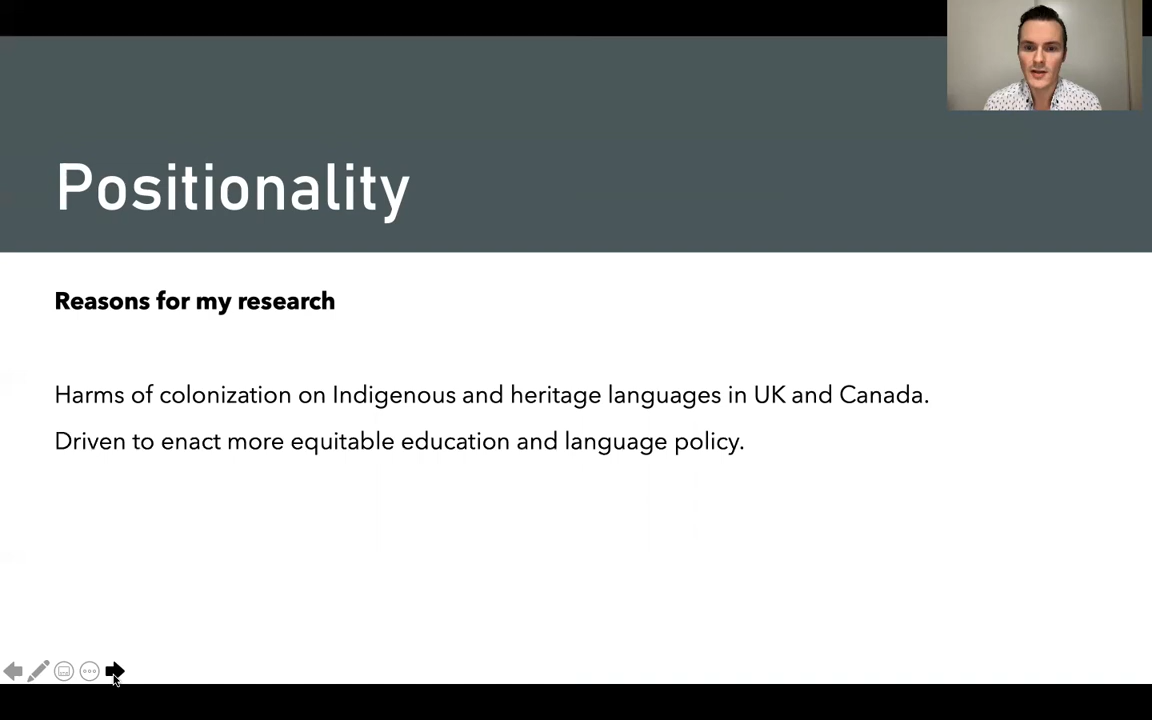 Positionality
Reasons for my research
Harms of colonization on Indigenous and heritage languages in UK and Canada.
Driven to enact more equitable education and language policy.